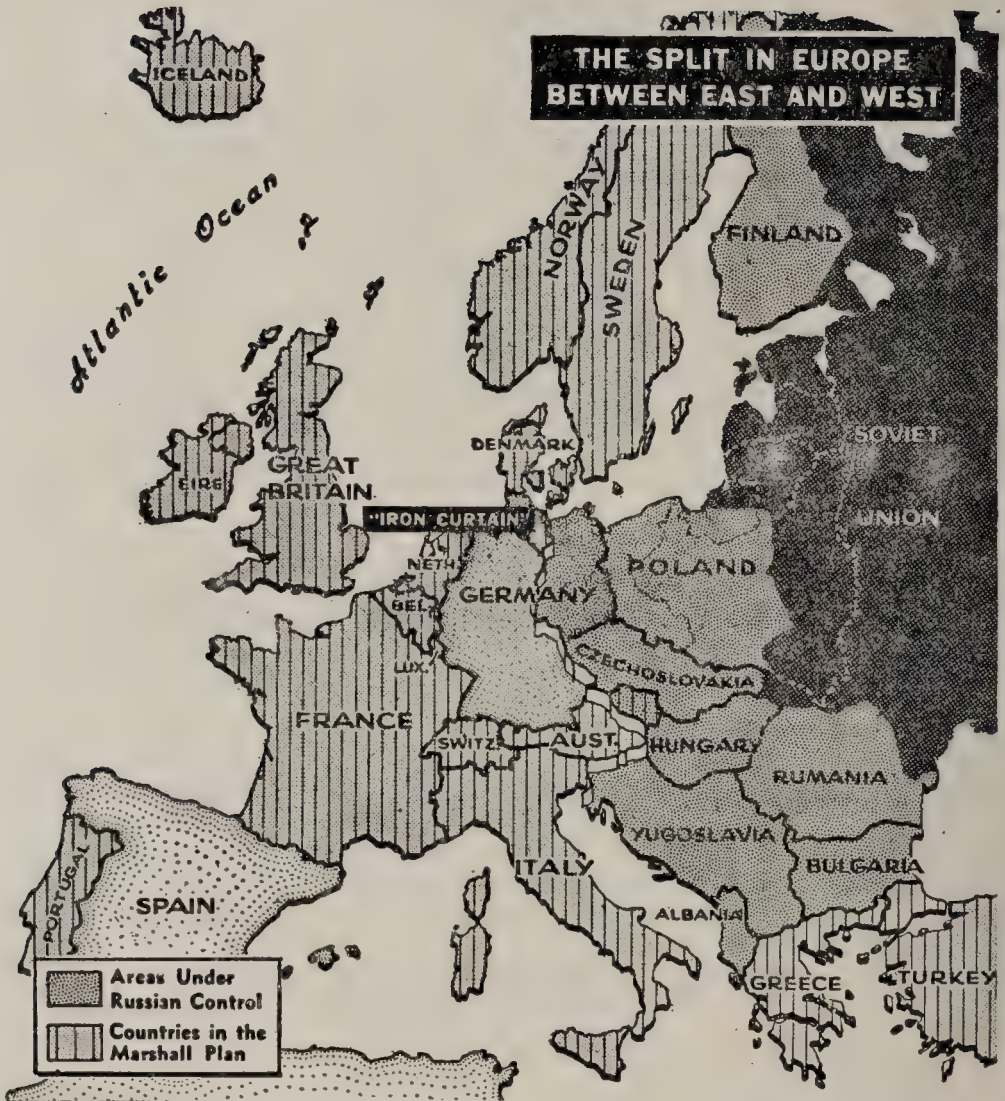 THE SPLIT IN EUROPE
BETWEEN EAST AND WEST
ICELAND
Atlantic Ocean
NORWAY
SWEDEN
FINLAND
SOVIET
UNION
DENMARK
EIRE
GREAT
BRITAIN
"IRON CURTAIN"
NETH.
BEL.
LUX.
GERMANY
POLAND
CZECHOSLOVAKIA
FRANCE
SWITZ.
AUST.
HUNGARY
RUMANIA
YUGOSLAVIA
BULGARIA
ITALY
ALBANIA
PORTUGAL
SPAIN
GREECE
TURKEY
Areas Under
Russian Control
Countries in the
Marshall Plan